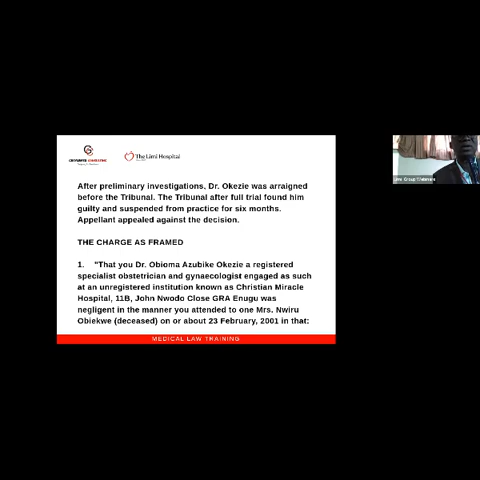 The Limi Hospital
After preliminary investigations, Dr. Okezie was arraigned
before the Tribunal. The Tribunal after full trial found him
guilty and suspended from practice for six months.
Appellant appealed against the decision.
THE CHARGE AS FRAMED
1. "That you Dr. Obioma Azubike Okezie a registered
specialist obstetrician and gynaecologist engaged as such
at an unregistered institution known as Christian Miracle
Hospital, 11B, John Nwodo Close GRA Enugu was
negligent in the manner you attended to one Mrs. Nwiru
Obiekwe (deceased) on or about 23 February, 2001 in that:
MEDICAL LAW TRAINING